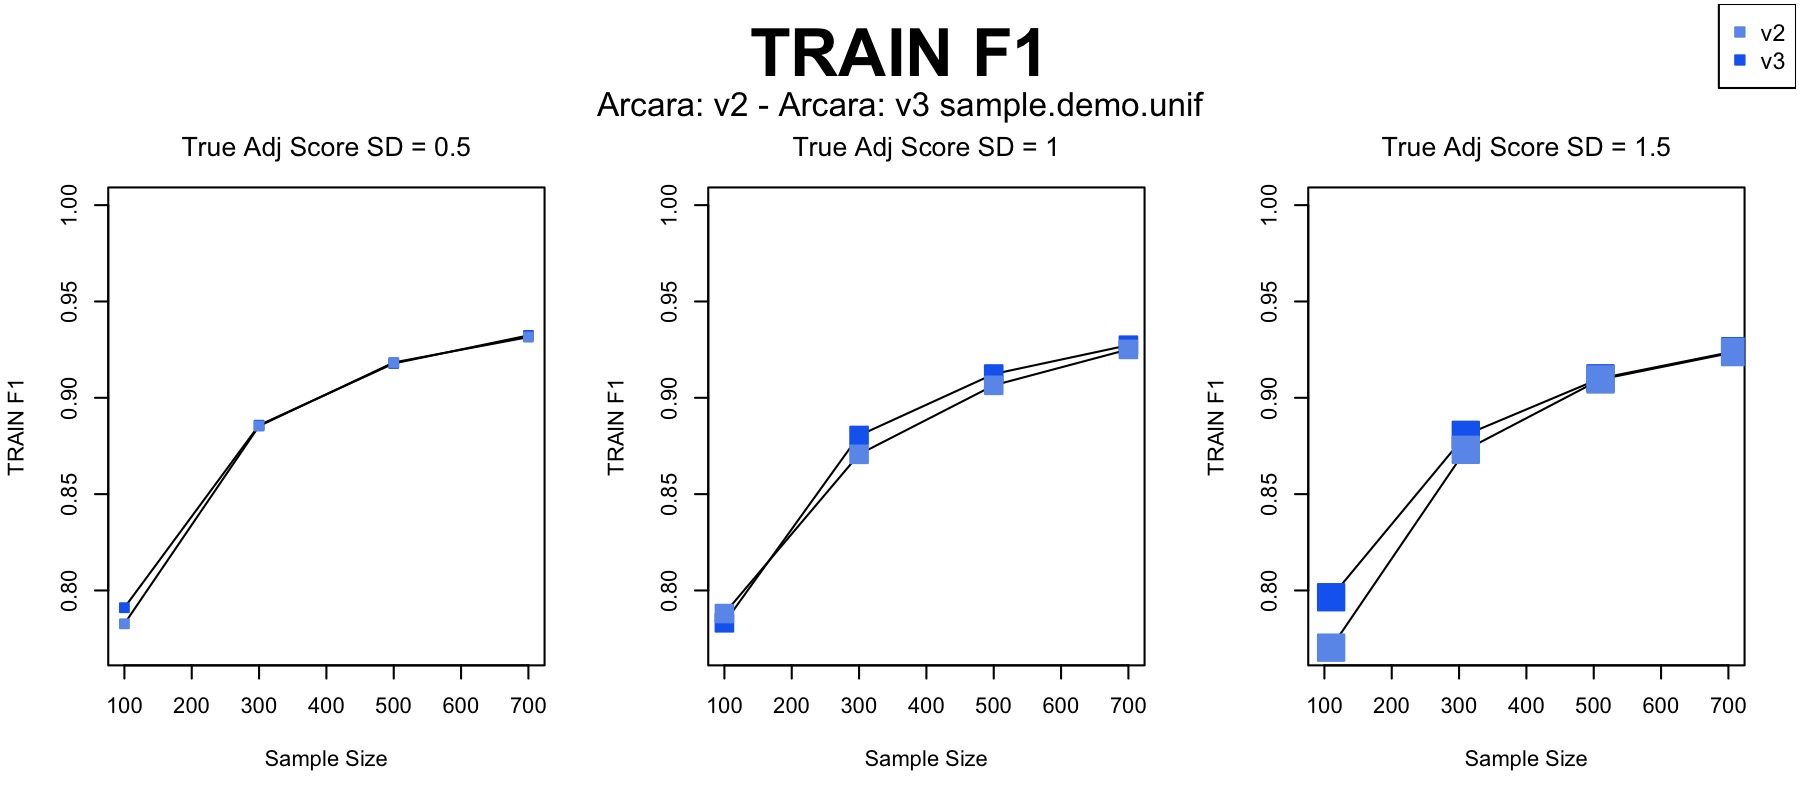 TRAIN F1
v2
v3
Arcara: v2 - Arcara: v3 sample.demo.unif
True Adj Score SD = 0.5
1.00
0.95
0.90
0.85
0.80
TRAIN F1
100 200 300 400 500 600 700
Sample Size
True Adj Score SD = 1
1.00
0.95
0.90
0.85
0.80
TRAIN F1
100 200 300 400 500 600 700
Sample Size
True Adj Score SD = 1.5
1.00
0.95
0.90
0.85
0.80
TRAIN F1
100 200 300 400 500 600 700
Sample Size